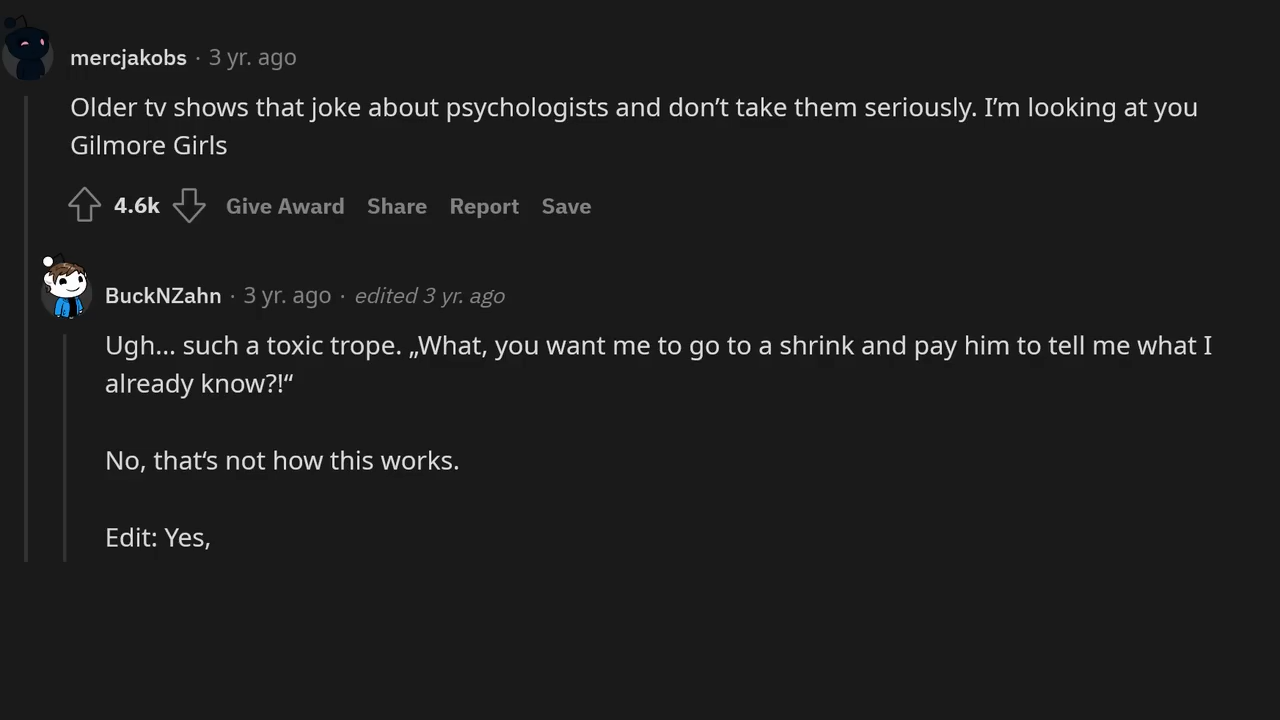 mercjakobs · 3 yr. ago
Older tv shows that joke about psychologists and don’t take them seriously. I’m looking at you
Gilmore Girls
4.6k Give Award Share Report Save
BuckNZahn · 3 yr. ago · edited 3 yr. ago
Ugh... such a toxic trope. „What, you want me to go to a shrink and pay him to tell me what I
already know?!“
No, that‘s not how this works.
Edit: Yes,